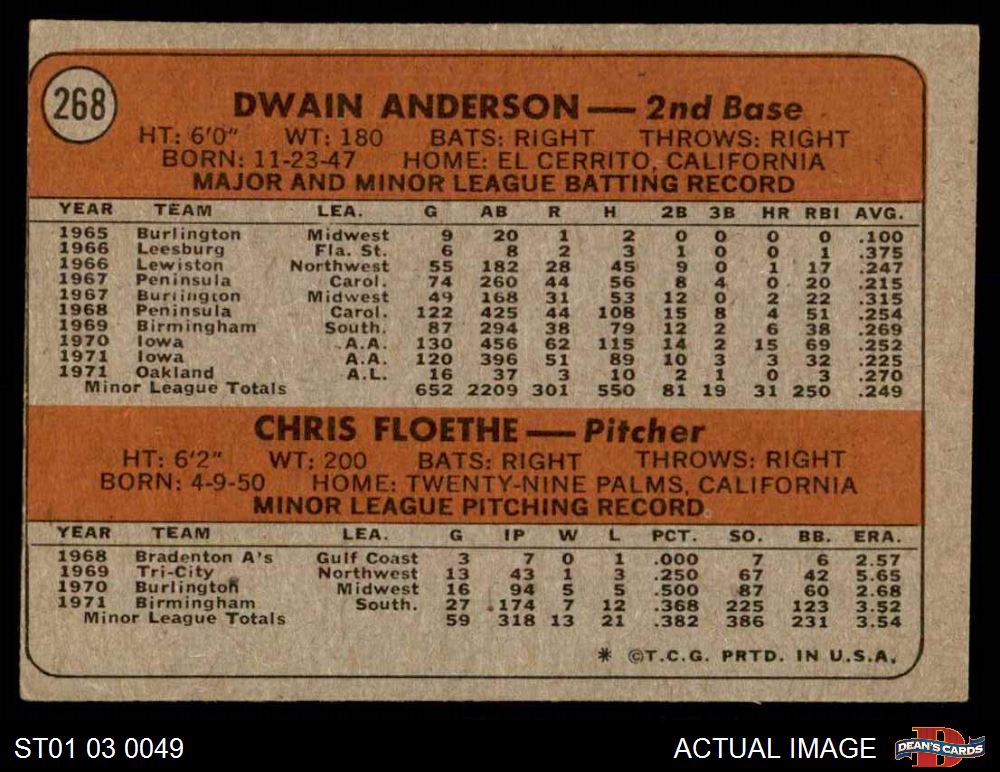 268
DWAIN ANDERSON — 2nd Base
HT: 6'0" WT: 180 BATS: RIGHT THROWS: RIGHT
BORN: 11-23-47 HOME: EL CERRITO, CALIFORNIA
MAJOR AND MINOR LEAGUE BATTING RECORD
YEAR TEAM LEA. G AB R H 2B 3B HR RBI AVG.
1965 Burlington Midwest 9 20 1 2 0 0 0 0 .100
1966 Leesburg Fla. St. 6 8 2 3 1 0 0 1 .375
1966 Lewiston Northwest 55 182 28 45 9 0 1 17 .247
1967 Peninsula Carol. 74 260 44 56 8 4 0 20 .215
1967 Burlington Midwest 49 168 31 53 12 0 2 22 .315
1968 Peninsula Carol. 122 425 44 108 15 8 4 51 .254
1969 Birmingham South. 87 294 38 79 12 2 6 38 .269
1970 Iowa A.A. 130 456 62 115 14 2 15 69 .252
1971 Iowa A.A. 120 396 51 89 10 3 3 32 .225
1971 Oakland A.L. 16 37 3 10 2 1 0 3 .270
Minor League Totals 652 2209 301 550 81 19 31 250 .249
CHRIS FLOETHE — Pitcher
HT: 6'2" WT: 200 BATS: RIGHT THROWS: RIGHT
BORN: 4-9-50 HOME: TWENTY-NINE PALMS, CALIFORNIA
MINOR LEAGUE PITCHING RECORD
YEAR TEAM LEA. G IP W L PCT. SO. BB. ERA.
1968 Bradenton A's Gulf Coast 3 7 0 1 .000 7 6 2.57
1969 Tri-City Northwest 13 43 1 3 .250 67 42 5.65
1970 Burlington Midwest 16 94 5 5 .500 87 60 2.68
1971 Birmingham South. 27 174 7 12 .368 225 123 3.52
Minor League Totals 59 318 13 21 .382 386 231 3.54
* ©T.C.G. PRTD. IN U.S.A.
ST01 03 0049
ACTUAL IMAGE
DEAN'S CARDS